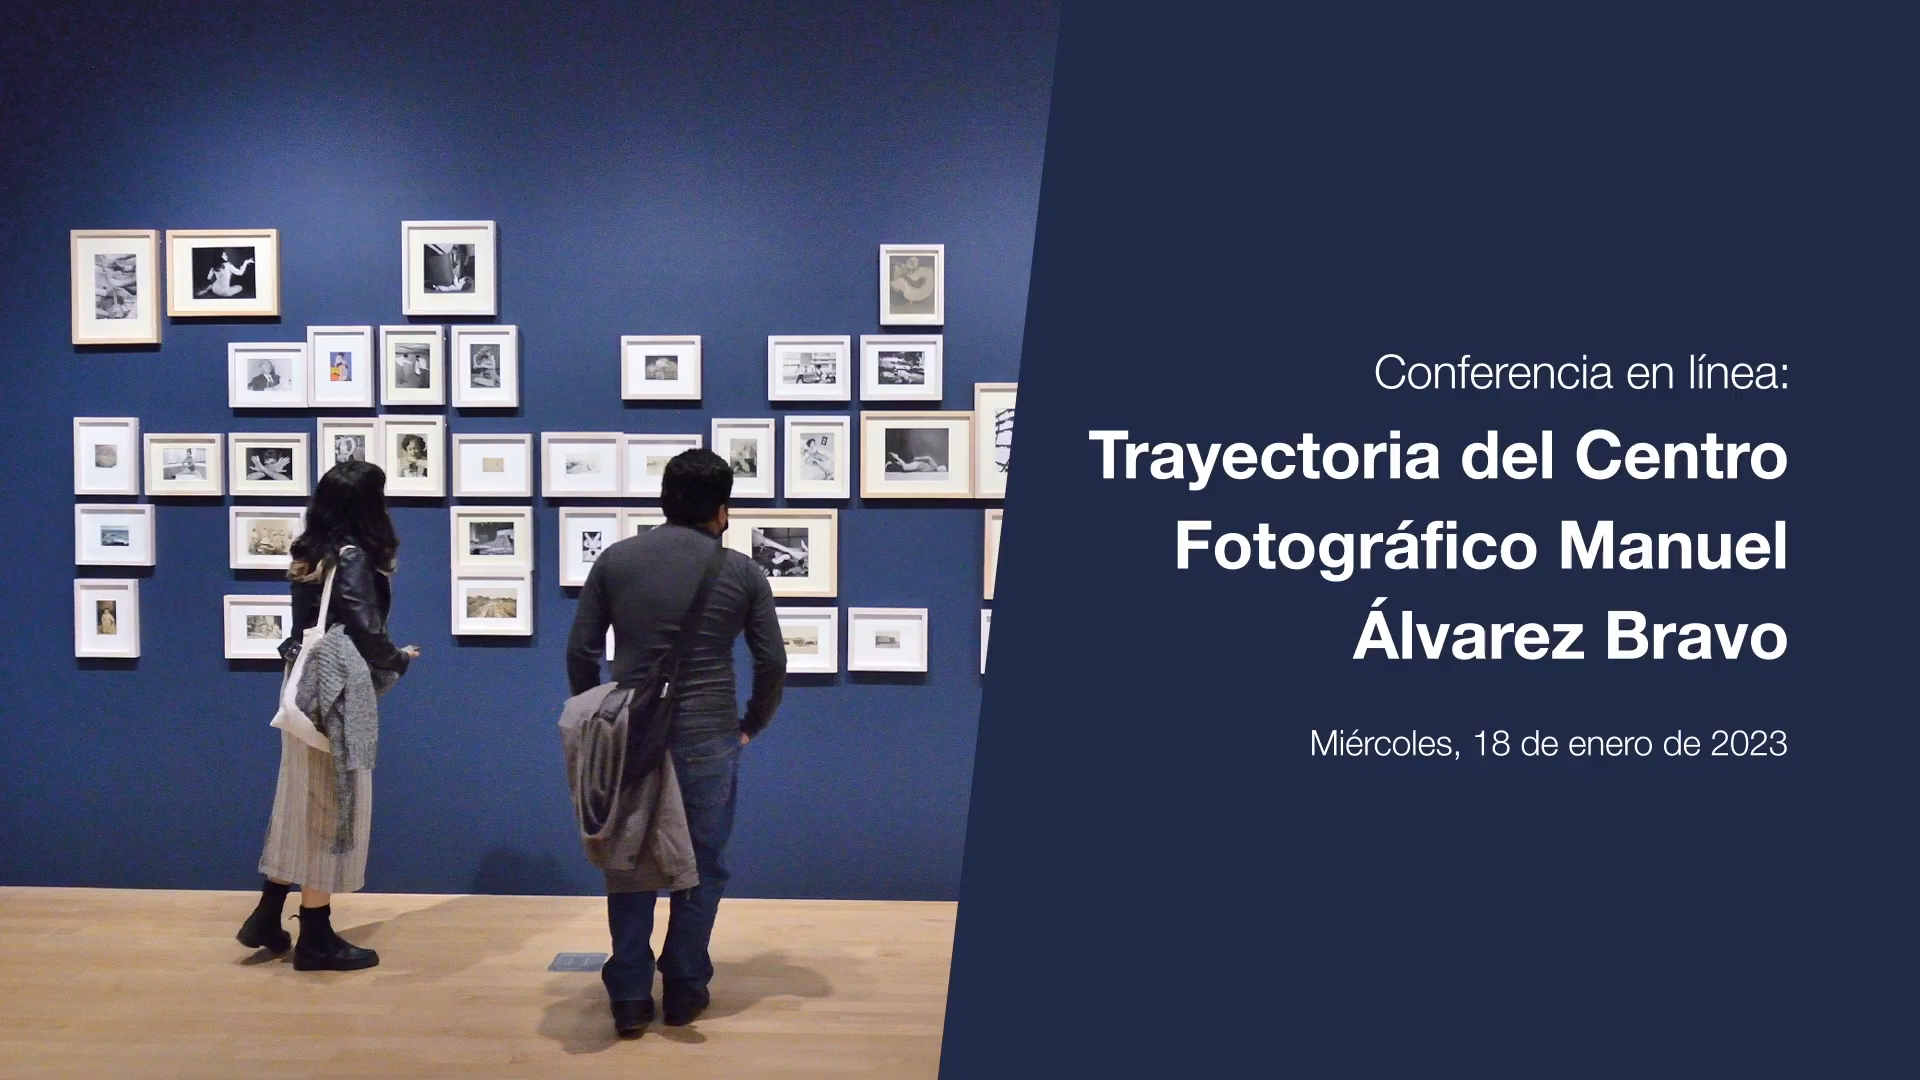 Conferencia en línea:
Trayectoria del Centro
Fotográfico Manuel
Álvarez Bravo
Miércoles, 18 de enero de 2023